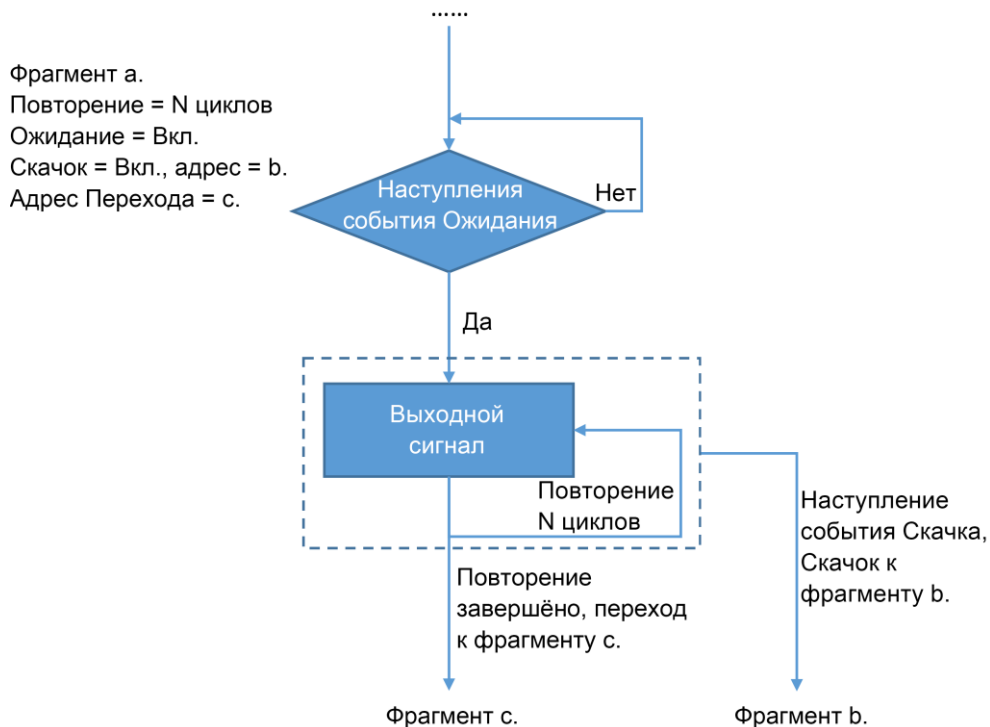 ......
Фрагмент a.
Повторение = N циклов
Ожидание = Вкл.
Скачок = Вкл., адрес = b.
Адрес Перехода = c.
Наступления
события Ожидания
Нет
Да
Выходной
сигнал
Повторение
N циклов
Наступление
события Скачка,
Скачок к
фрагменту b.
Повторение
завершёно, переход
к фрагменту c.
Фрагмент c.
Фрагмент b.